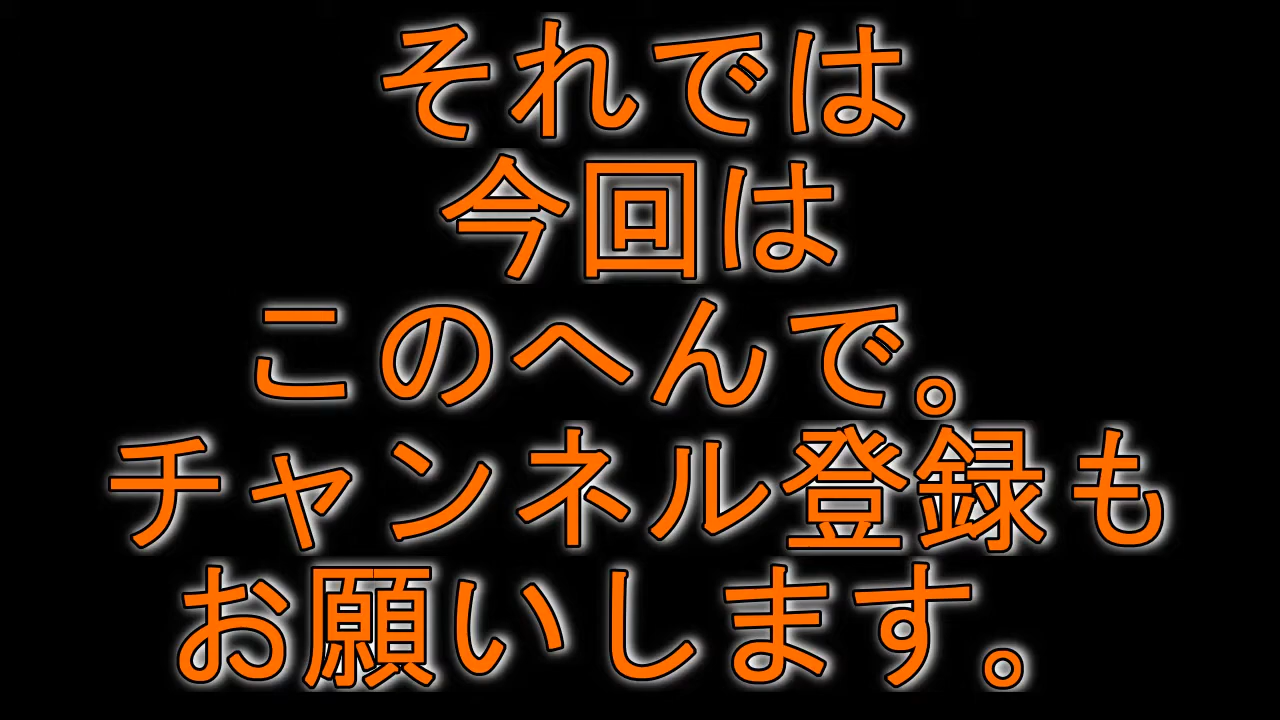 それでは
今回は
このへんで。
チャンネル登録も
お願いします。